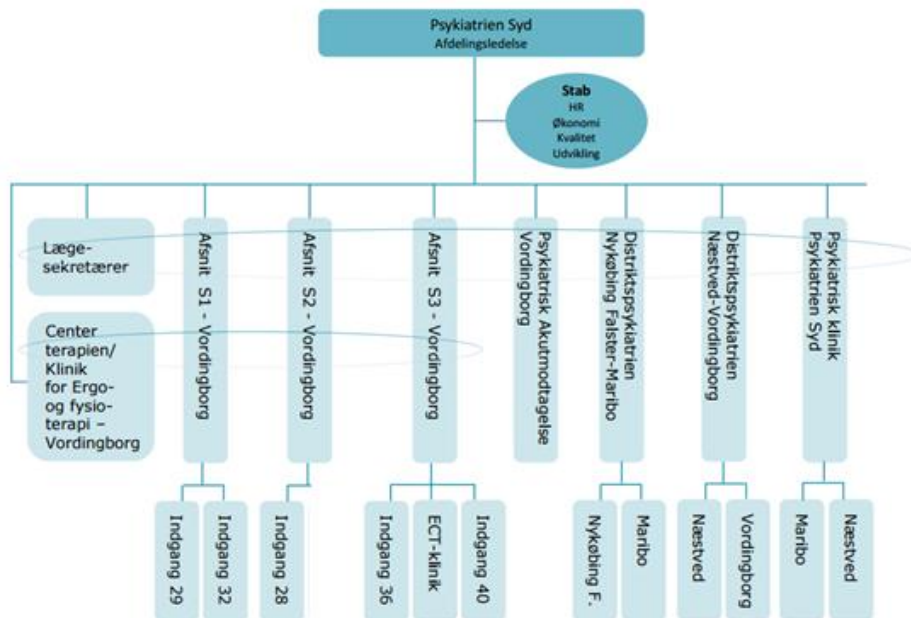 Psykiatrien Syd
Afdelingsledelse
Stab
HR
Økonomi
Kvalitet
Udvikling
Læge-
sekretærer
Center
terapien/
Klinik
for Ergo-
og fysio-
terapi –
Vordingborg
Afsnit S1 - Vordingborg
Afsnit S2 - Vordingborg
Afsnit S3 - Vordingborg
Psykiatrisk Akutmodtagelse
Vordingborg
Distriktspsykiatrien
Nykøbing Falster-Maribo
Distriktspsykiatrien
Næstved-Vordingborg
Psykiatrisk klinik
Psykiatrien Syd
Indgang 29
Indgang 32
Indgang 28
Indgang 36
ECT-klinik
Indgang 40
Nykøbing F.
Maribo
Næstved
Vordingborg
Maribo
Næstved